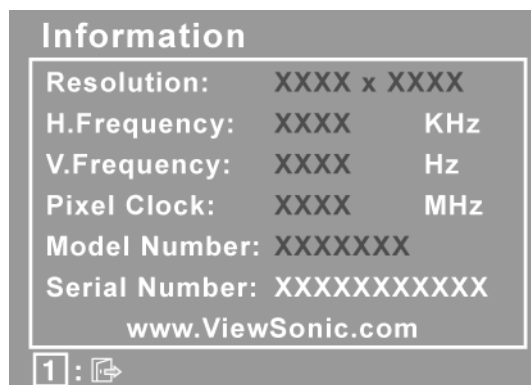 Information
Resolution: XXXX x XXXX
H.Frequency: XXXX KHz
V.Frequency: XXXX Hz
Pixel Clock: XXXX MHz
Model Number: XXXXXXX
Serial Number: XXXXXXXXXXX
www.ViewSonic.com
1 :